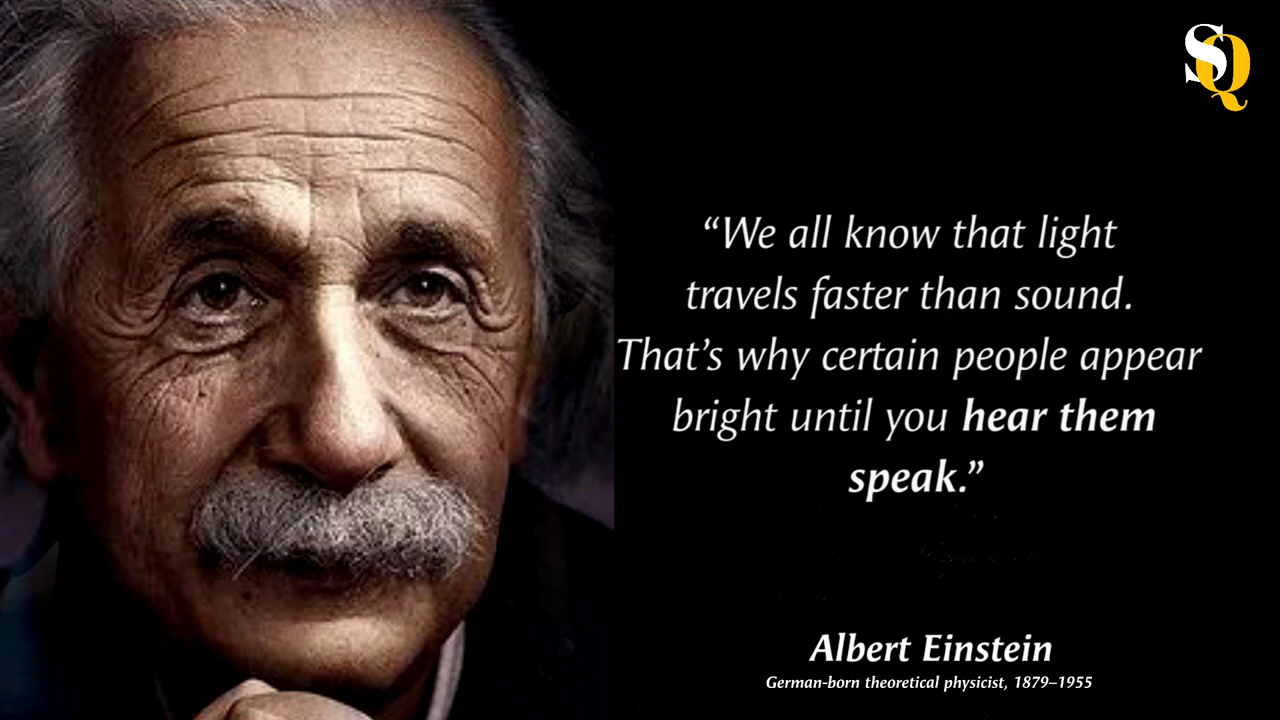 SQ
“We all know that light
travels faster than sound.
That’s why certain people appear
bright until you hear them
speak.”
Albert Einstein
German-born theoretical physicist, 1879–1955